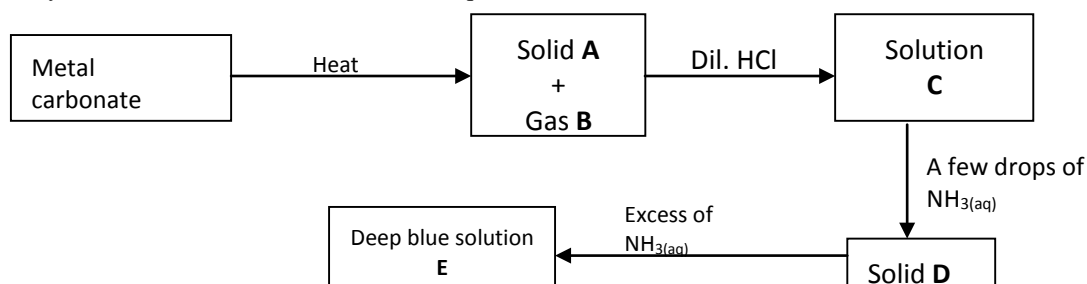 Metal
carbonate
Heat
Solid A
+
Gas B
Dil. HCl
Solution
C
A few drops of
NH3(aq)
Excess of
NH3(aq)
Deep blue solution
E
Solid D